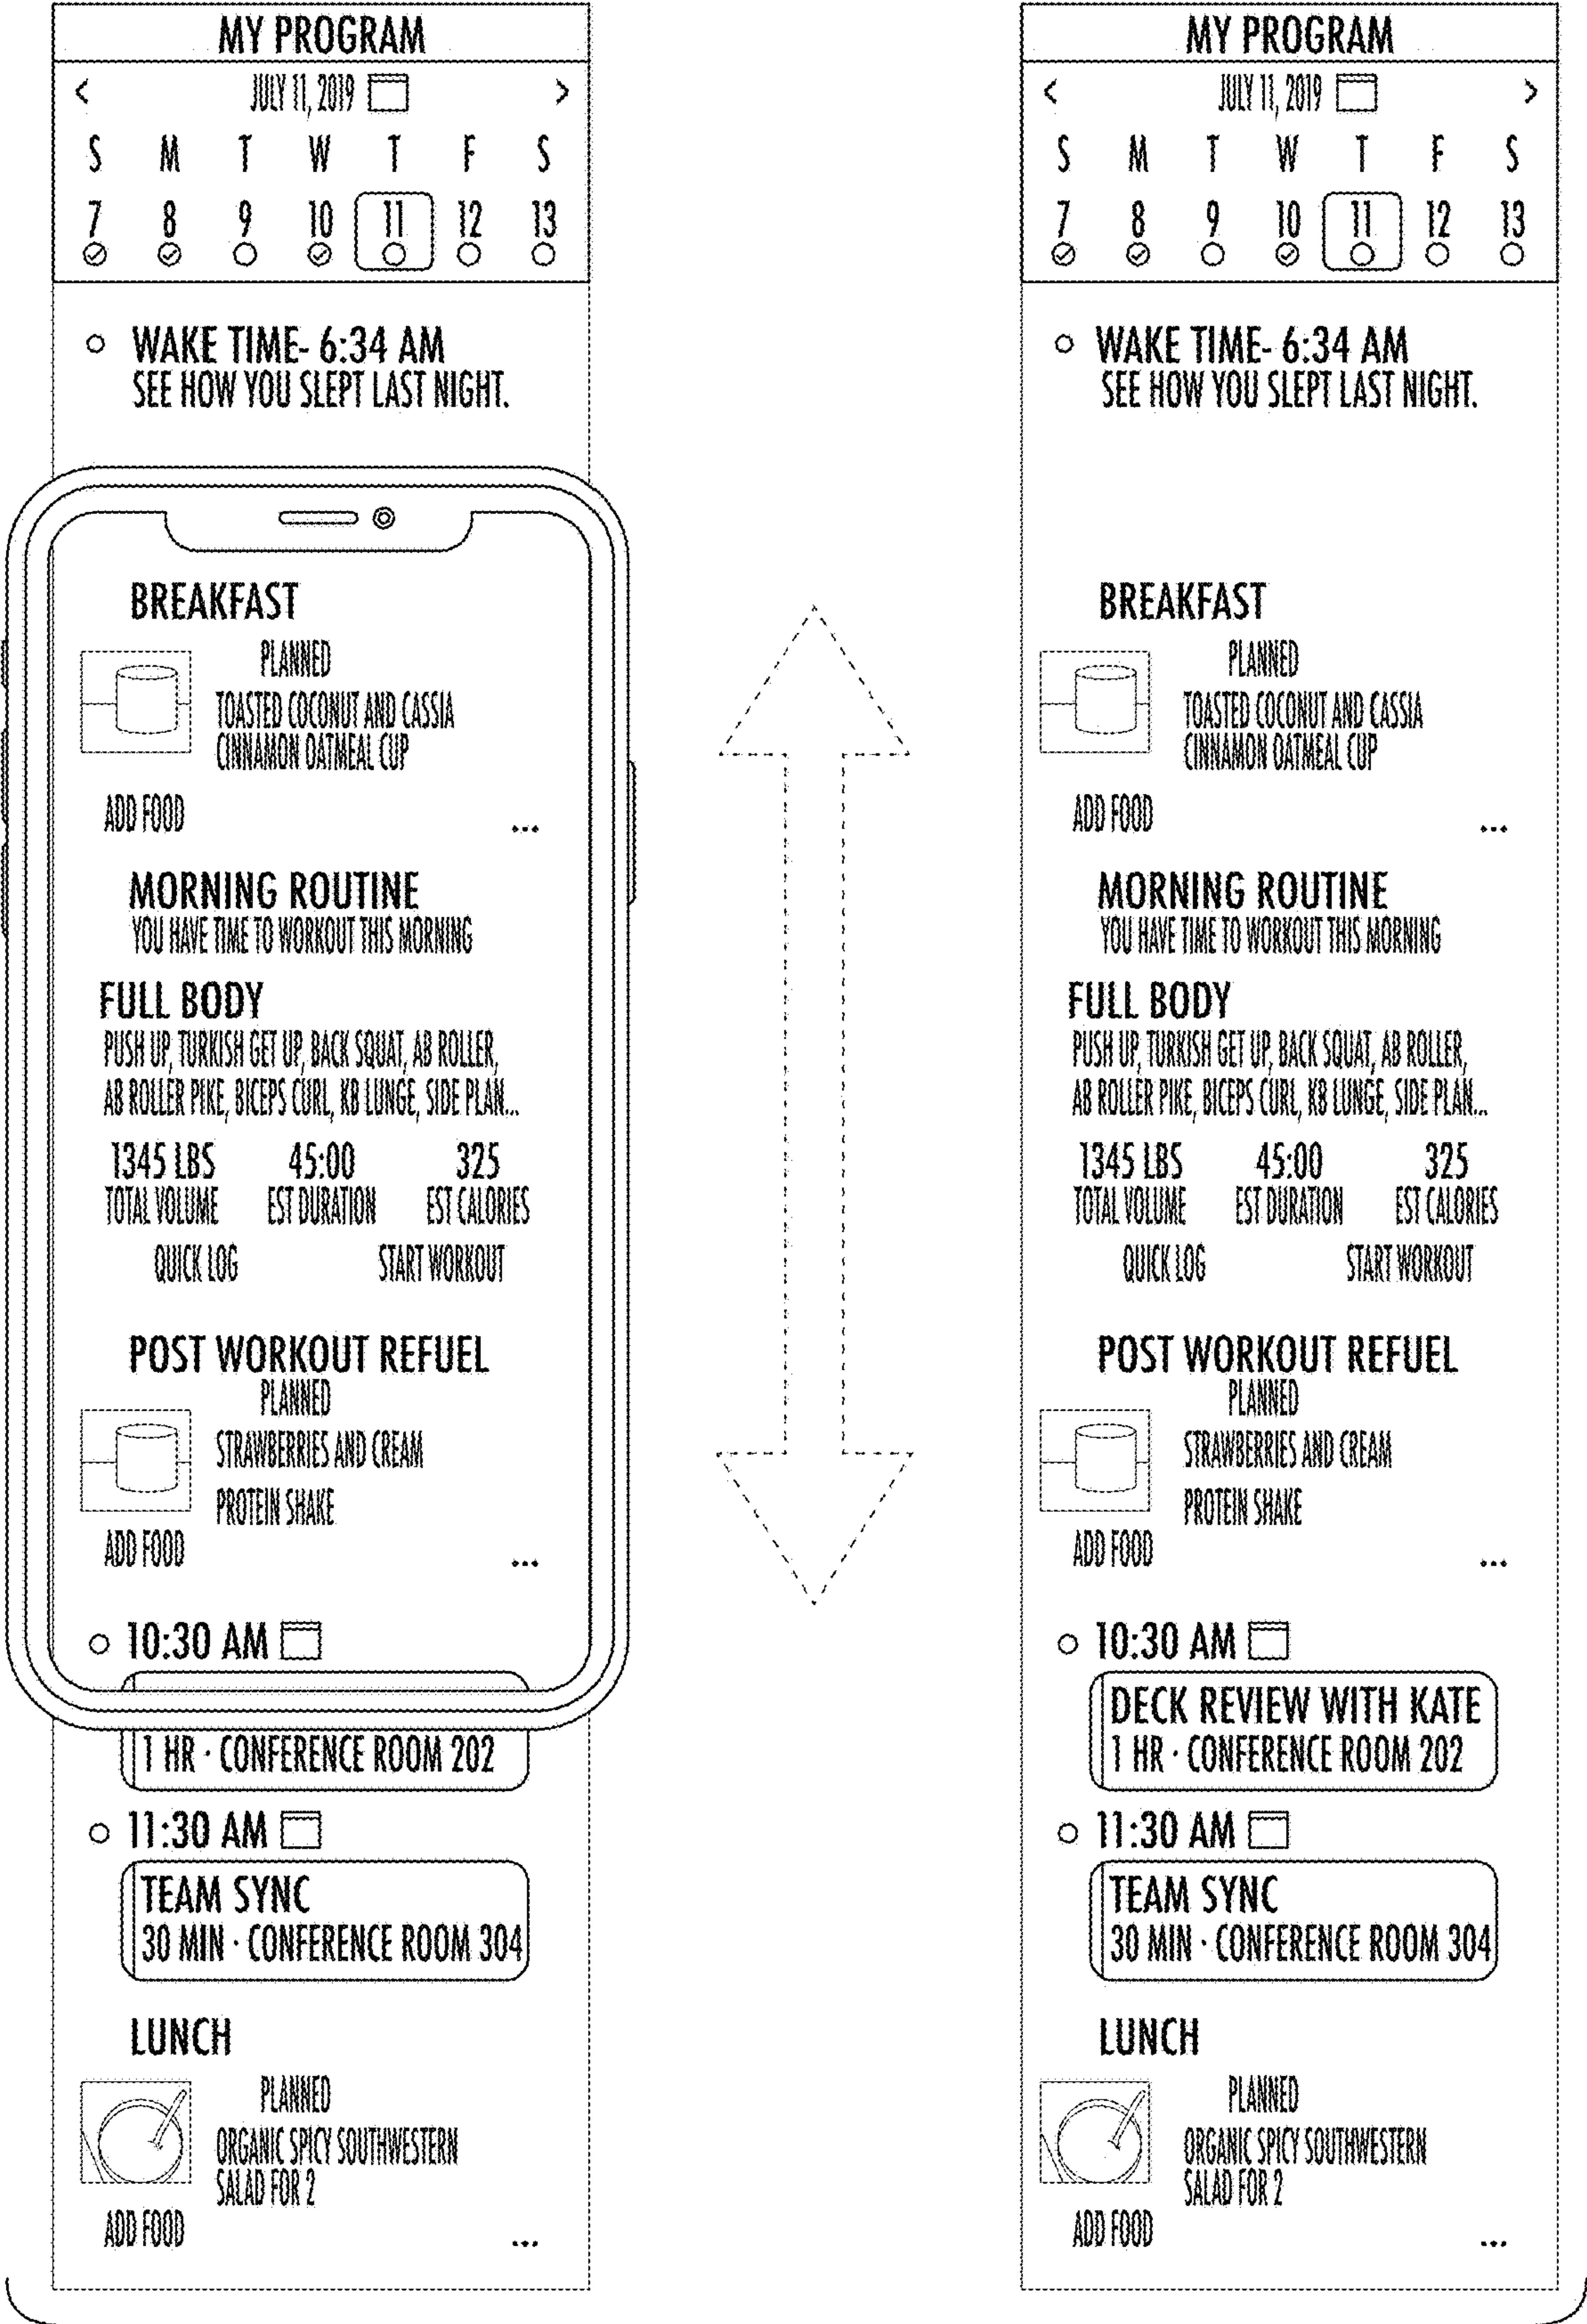 MY PROGRAM
< JULY 11, 2019 >
S M T W T F S
7 8 9 10 11 12 13
WAKE TIME- 6:34 AM
SEE HOW YOU SLEPT LAST NIGHT.
BREAKFAST
PLANNED
TOASTED COCONUT AND CASSIA
CINNAMON OATMEAL CUP
ADD FOOD
...
MORNING ROUTINE
YOU HAVE TIME TO WORKOUT THIS MORNING
FULL BODY
PUSH UP, TURKISH GET UP, BACK SQUAT, AB ROLLER,
AB ROLLER PIKE, BICEPS CURL, KB LUNGE, SIDE PLAN...
1345 LBS 45:00 325
TOTAL VOLUME EST DURATION EST CALORIES
QUICK LOG START WORKOUT
POST WORKOUT REFUEL
PLANNED
STRAWBERRIES AND CREAM
PROTEIN SHAKE
ADD FOOD
...
10:30 AM
1 HR · CONFERENCE ROOM 202
11:30 AM
TEAM SYNC
30 MIN · CONFERENCE ROOM 304
LUNCH
PLANNED
ORGANIC SPICY SOUTHWESTERN
SALAD FOR 2
ADD FOOD
...
MY PROGRAM
< JULY 11, 2019 >
S M T W T F S
7 8 9 10 11 12 13
WAKE TIME- 6:34 AM
SEE HOW YOU SLEPT LAST NIGHT.
BREAKFAST
PLANNED
TOASTED COCONUT AND CASSIA
CINNAMON OATMEAL CUP
ADD FOOD
...
MORNING ROUTINE
YOU HAVE TIME TO WORKOUT THIS MORNING
FULL BODY
PUSH UP, TURKISH GET UP, BACK SQUAT, AB ROLLER,
AB ROLLER PIKE, BICEPS CURL, KB LUNGE, SIDE PLAN...
1345 LBS 45:00 325
TOTAL VOLUME EST DURATION EST CALORIES
QUICK LOG START WORKOUT
POST WORKOUT REFUEL
PLANNED
STRAWBERRIES AND CREAM
PROTEIN SHAKE
ADD FOOD
...
10:30 AM
DECK REVIEW WITH KATE
1 HR · CONFERENCE ROOM 202
11:30 AM
TEAM SYNC
30 MIN · CONFERENCE ROOM 304
LUNCH
PLANNED
ORGANIC SPICY SOUTHWESTERN
SALAD FOR 2
ADD FOOD
...